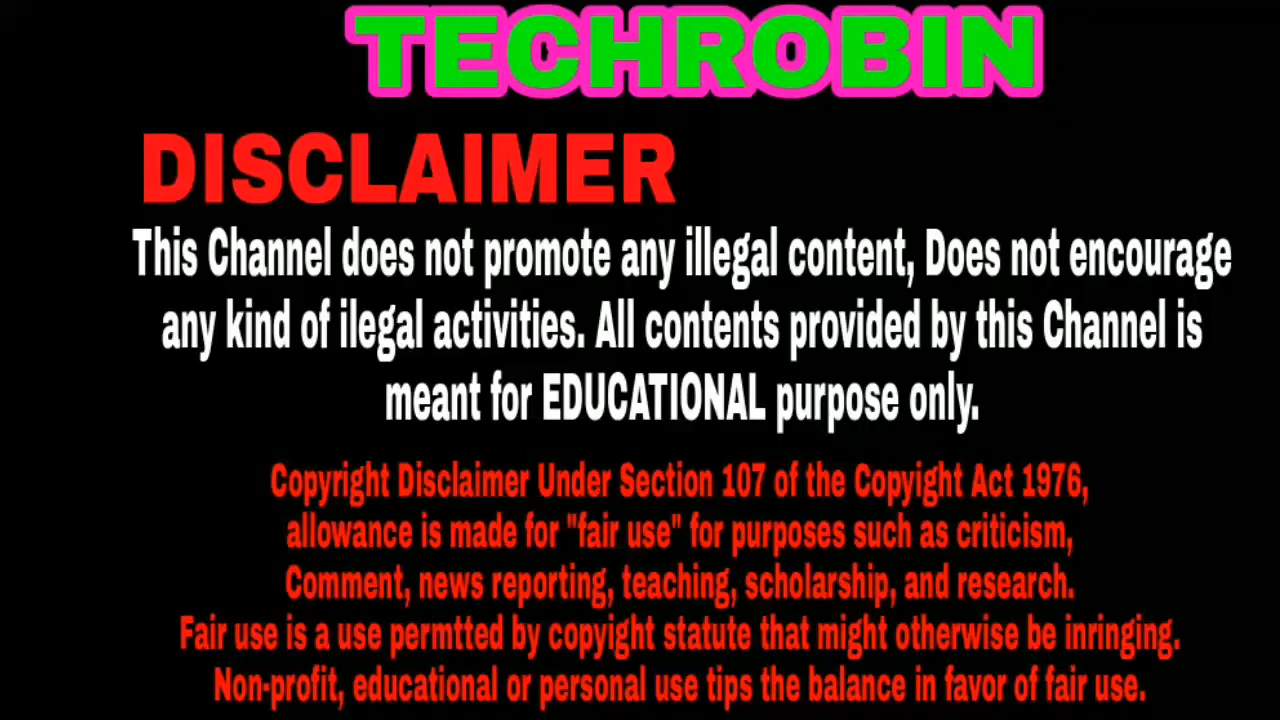 TECHROBIN
DISCLAIMER
This Channel does not promote any illegal content, Does not encourage
any kind of ilegal activities. All contents provided by this Channel is
meant for EDUCATIONAL purpose only.
Copyright Disclaimer Under Section 107 of the Copyight Act 1976,
allowance is made for "fair use" for purposes such as criticism,
Comment, news reporting, teaching, scholarship, and research.
Fair use is a use permtted by copyight statute that might otherwise be inringing.
Non-profit, educational or personal use tips the balance in favor of fair use.